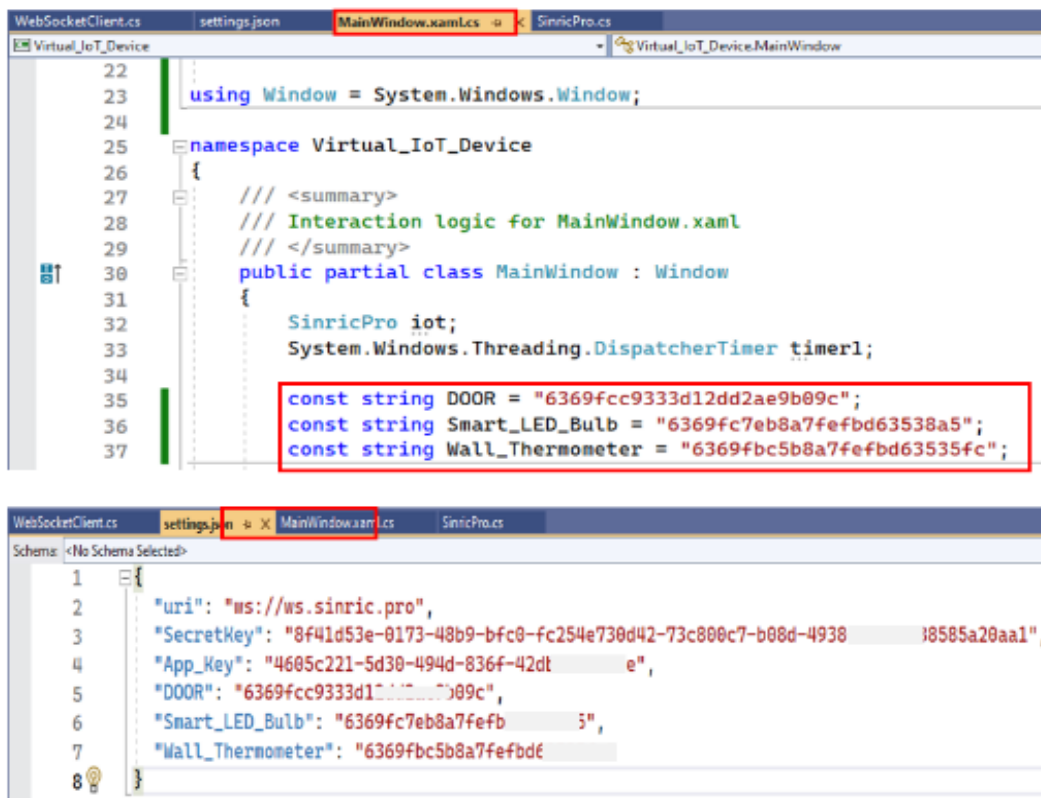 WebSocketClient.cs settings.json MainWindow.xaml.cs SinricPro.cs
Virtual_IoT_Device Virtual_IoT_Device.MainWindow
22
23 using Window = System.Windows.Window;
24
25 namespace Virtual_IoT_Device
26 {
27 /// <summary>
28 /// Interaction logic for MainWindow.xaml
29 /// </summary>
30 public partial class MainWindow : Window
31 {
32 SinricPro iot;
33 System.Windows.Threading.DispatcherTimer timer1;
34
35 const string DOOR = "6369fcc9333d12dd2ae9b09c";
36 const string Smart_LED_Bulb = "6369fc7eb8a7fefbd63538a5";
37 const string Wall_Thermometer = "6369fbc5b8a7fefbd63535fc";
WebSocketClient.cs settings.json MainWindow.xaml.cs SinricPro.cs
Schema: <No Schema Selected>
1 {
2 "uri": "ws://ws.sinric.pro",
3 "SecretKey": "8f41d53e-0173-48b9-bfc0-fc254e730d42-73c800c7-b08d-4938 38585a20aa1",
4 "App_Key": "4605c221-5d30-494d-836f-42db e",
5 "DOOR": "6369fcc9333d1 b09c",
6 "Smart_LED_Bulb": "6369fc7eb8a7fefb 5",
7 "Wall_Thermometer": "6369fbc5b8a7fefbd6
8 }